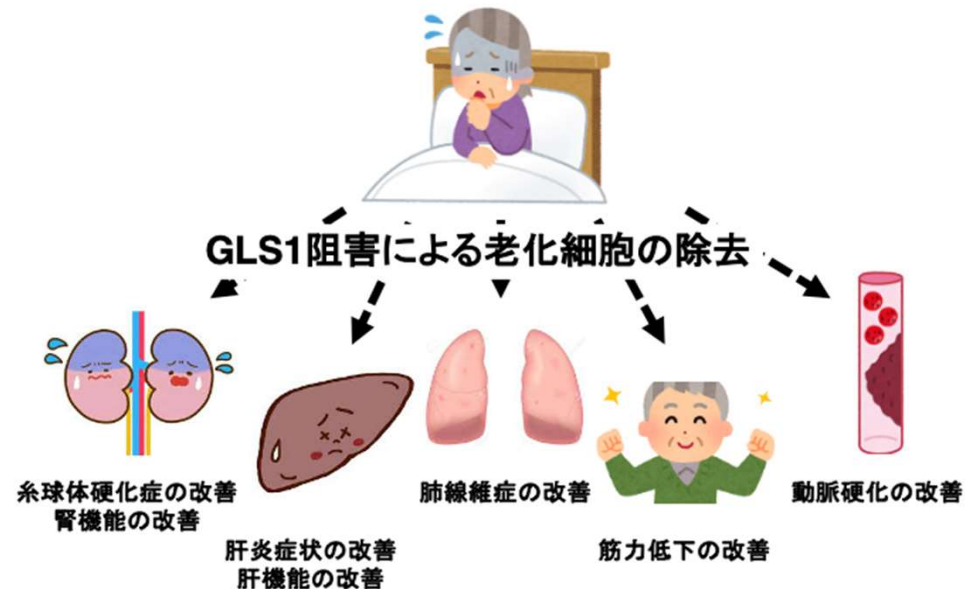 GLS1阻害による老化細胞の除去
糸球体硬化症の改善
腎機能の改善
肝炎症状の改善
肝機能の改善
肺線維症の改善
筋力低下の改善
動脈硬化の改善